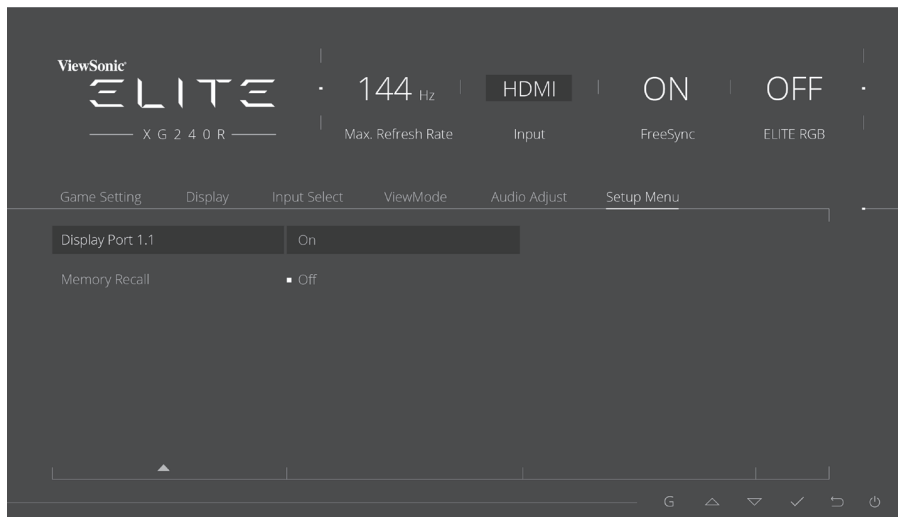 ViewSonic®
ELITE
XG240R
144 Hz
Max. Refresh Rate
HDMI
Input
ON
FreeSync
OFF
ELITE RGB
Game Setting Display Input Select ViewMode Audio Adjust Setup Menu
Display Port 1.1 On
Memory Recall Off
G